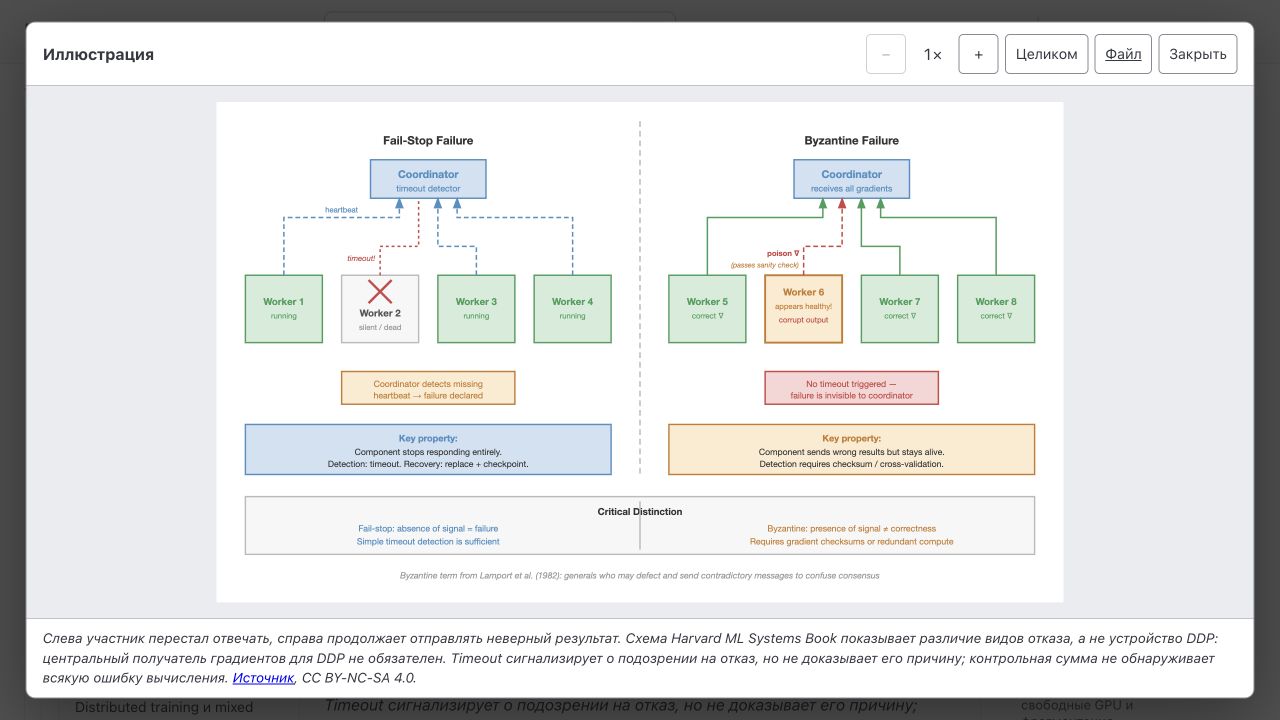 Иллюстрация
−
1×
+
Целиком
Файл
Закрыть
Fail-Stop Failure
Coordinator
timeout detector
heartbeat
timeout!
Worker 1
running
Worker 2
silent / dead
Worker 3
running
Worker 4
running
Coordinator detects missing
heartbeat → failure declared
Key property:
Component stops responding entirely.
Detection: timeout. Recovery: replace + checkpoint.
Byzantine Failure
Coordinator
receives all gradients
poison ∇
(passes sanity check)
Worker 5
correct ∇
Worker 6
appears healthy!
corrupt output
Worker 7
correct ∇
Worker 8
correct ∇
No timeout triggered —
failure is invisible to coordinator
Key property:
Component sends wrong results but stays alive.
Detection requires checksum / cross-validation.
Critical Distinction
Fail-stop: absence of signal = failure
Simple timeout detection is sufficient
Byzantine: presence of signal ≠ correctness
Requires gradient checksums or redundant compute
Byzantine term from Lamport et al. (1982): generals who may defect and send contradictory messages to confuse consensus
Слева участник перестал отвечать, справа продолжает отправлять неверный результат. Схема Harvard ML Systems Book показывает различие видов отказа, а не устройство DDP:
центральный получатель градиентов для DDP не обязателен. Timeout сигнализирует о подозрении на отказ, но не доказывает его причину; контрольная сумма не обнаруживает
всякую ошибку вычисления. Источник, CC BY-NC-SA 4.0.
Distributed training и mixed
Timeout сигнализирует о подозрении на отказ, но не доказывает его причину;
свободные GPU и